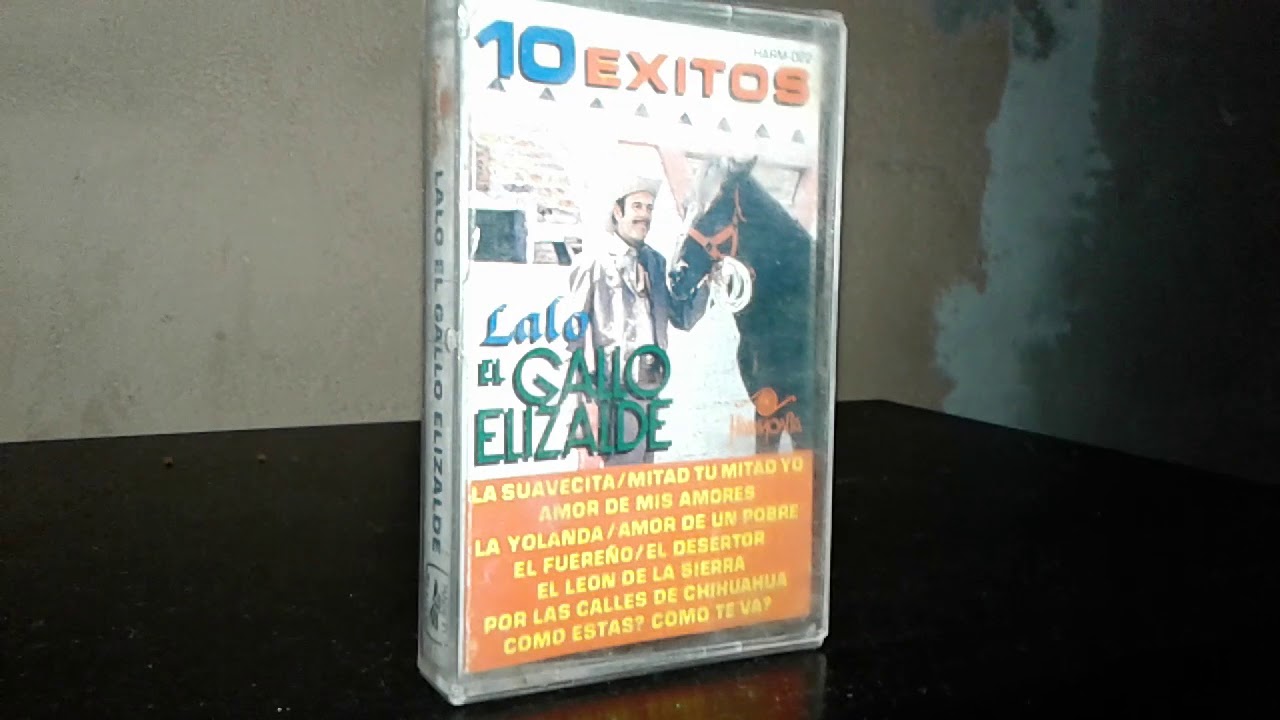 HARM-022
10 EXITOS
Lalo
EL GALLO
ELIZALDE
HARMONIA
LA SUAVECITA/MITAD TU MITAD YO
AMOR DE MIS AMORES
LA YOLANDA/AMOR DE UN POBRE
EL FUEREÑO/EL DESERTOR
EL LEON DE LA SIERRA
POR LAS CALLES DE CHIHUAHUA
COMO ESTAS? COMO TE VA?
LALO EL GALLO ELIZALDE